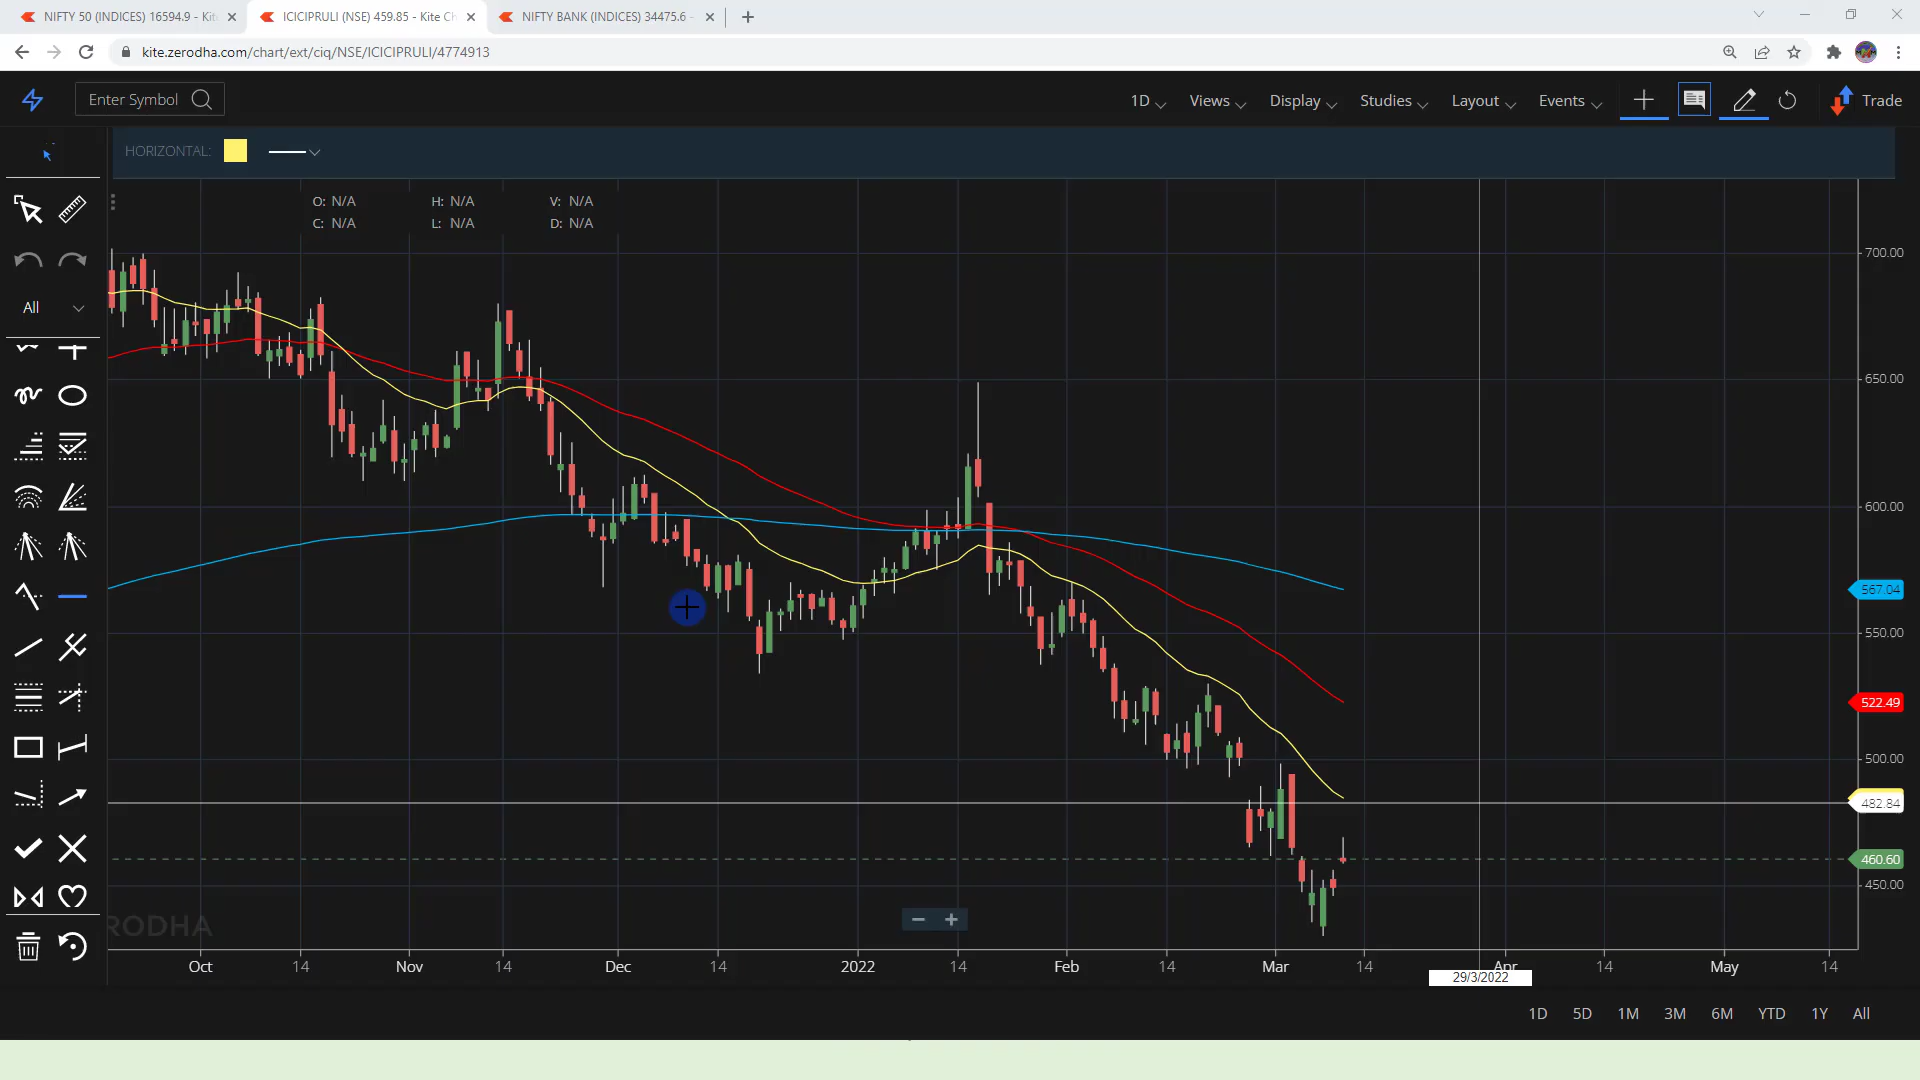 NIFTY 50 (INDICES) 16594.9 - Kit
ICICIPRULI (NSE) 459.85 - Kite Ch
NIFTY BANK (INDICES) 34475.6 -
kite.zerodha.com/chart/ext/ciq/NSE/ICICIPRULI/4774913
Enter Symbol
1D Views Display Studies Layout Events Trade
HORIZONTAL:
O: N/A H: N/A V: N/A
C: N/A L: N/A D: N/A
All
700.00
650.00
600.00
567.04
550.00
522.49
500.00
482.84
460.60
450.00
RODHA
Oct 14 Nov 14 Dec 14 2022 14 Feb 14 Mar 14 Apr 14 May 14
29/3/2022
1D 5D 1M 3M 6M YTD 1Y All